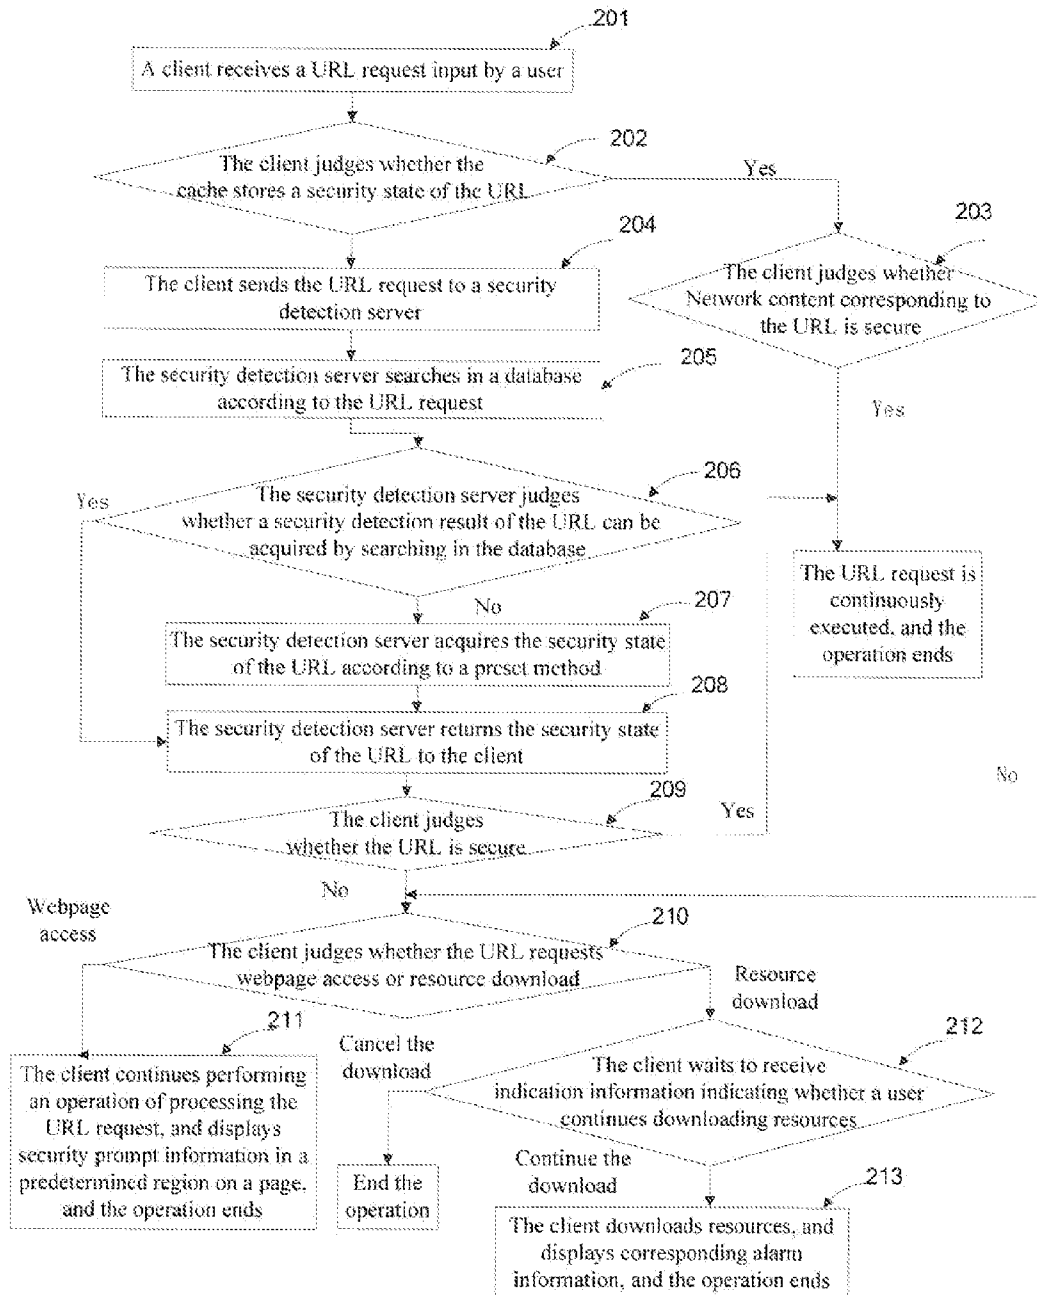 201
A client receives a URL request input by a user
202
The client judges whether the
cache stores a security state of the URL
Yes
203
The client judges whether
Network content corresponding to
the URL is secure
204
The client sends the URL request to a security
detection server
205
The security detection server searches in a database
according to the URL request
Yes
206
The security detection server judges
whether a security detection result of the URL can be
acquired by searching in the database
Yes
The URL request is
continuously
executed, and the
operation ends
No
207
The security detection server acquires the security state
of the URL according to a preset method
208
The security detection server returns the security state
of the URL to the client
No
209
The client judges
whether the URL is secure
Yes
No
Webpage
access
210
The client judges whether the URL requests
webpage access or resource download
Resource
download
211
The client continues performing
an operation of processing the
URL request, and displays
security prompt information in a
predetermined region on a page,
and the operation ends
Cancel the
download
212
The client waits to receive
indication information indicating whether a user
continues downloading resources
End the
operation
Continue the
download
213
The client downloads resources, and
displays corresponding alarm
information, and the operation ends